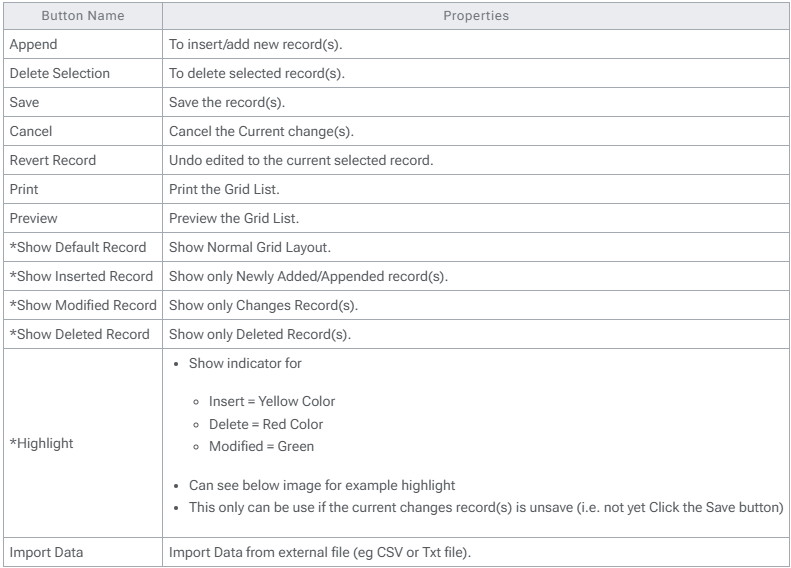 Button Name Properties
Append To insert/add new record(s).
Delete Selection To delete selected record(s).
Save Save the record(s).
Cancel Cancel the Current change(s).
Revert Record Undo edited to the current selected record.
Print Print the Grid List.
Preview Preview the Grid List.
*Show Default Record Show Normal Grid Layout.
*Show Inserted Record Show only Newly Added/Appended record(s).
*Show Modified Record Show only Changes Record(s).
*Show Deleted Record Show only Deleted Record(s).
*Highlight
• Show indicator for
◦ Insert = Yellow Color
◦ Delete = Red Color
◦ Modified = Green
• Can see below image for example highlight
• This only can be use if the current changes record(s) is unsave (i.e. not yet Click the Save button)
Import Data Import Data from external file (eg CSV or Txt file).